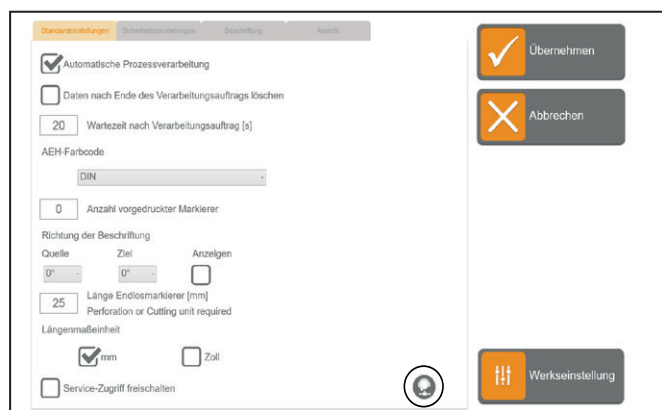 Standardeinstellungen Sicherheitseinstellungen Beschriftung Ansicht
Automatische Prozessverarbeitung
Daten nach Ende des Verarbeitungsauftrags löschen
20 Wartezeit nach Verarbeitungsauftrag [s]
AEH-Farbcode
DIN
0 Anzahl vorgedruckter Markierer
Richtung der Beschriftung
Quelle Ziel Anzeigen
0° 0°
25 Länge Endlosmarkierer [mm]
Perforation or Cutting unit required
Längenmaßeinheit
mm Zoll
Service-Zugriff freischalten
Übernehmen
Abbrechen
Werkseinstellung